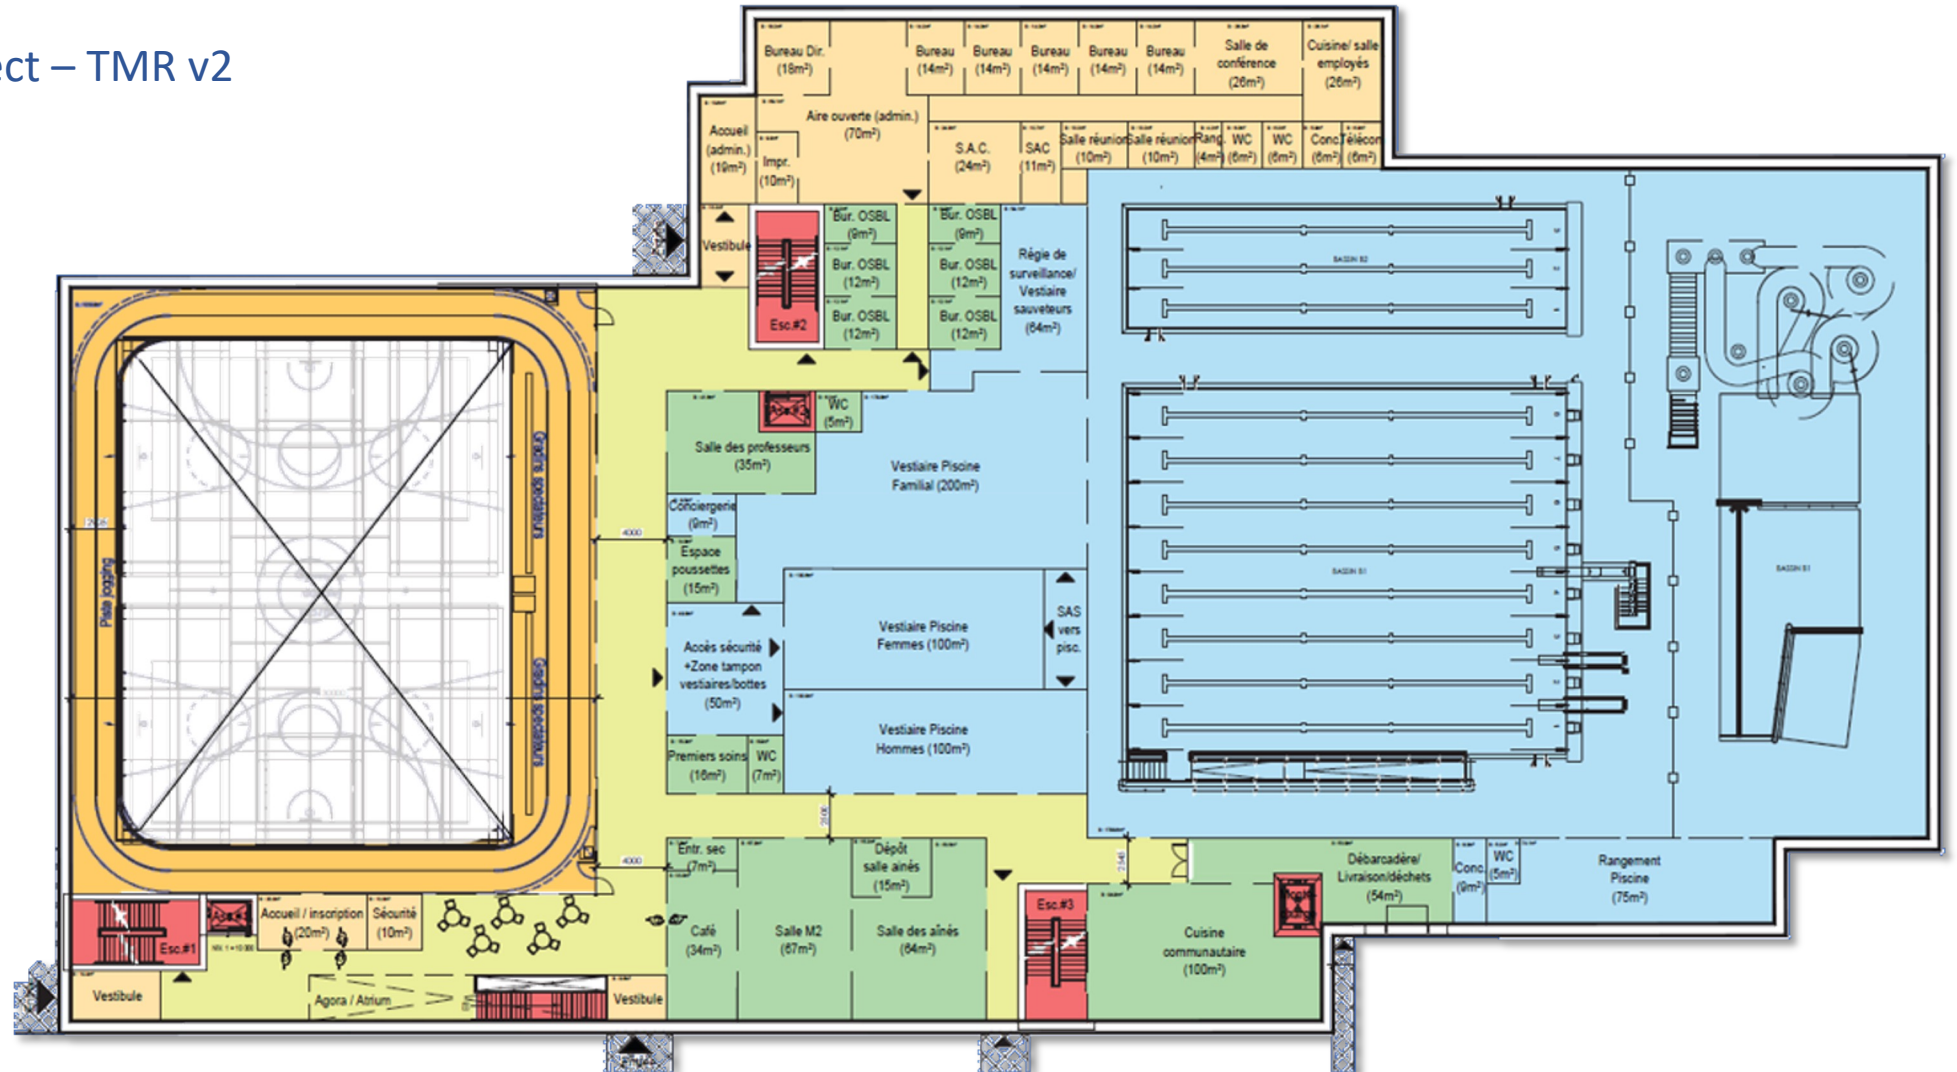 ect – TMR v2
Bureau Dir.
(18m²)
Bureau
(14m²)
Bureau
(14m²)
Bureau
(14m²)
Bureau
(14m²)
Bureau
(14m²)
Salle de
conférence
(26m²)
Cuisine/ salle
employés
(26m²)
Accueil
(admin.)
(19m²)
Aire ouverte (admin.)
(70m²)
Impr.
(10m²)
S.A.C.
(24m²)
SAC
(11m²)
Salle réunion
(10m²)
Salle réunion
(10m²)
Rang.
(4m²)
WC
(6m²)
WC
(6m²)
Conc.
(6m²)
Télécom
(6m²)
Vestibule
Esc.#2
Bur. OSBL
(9m²)
Bur. OSBL
(12m²)
Bur. OSBL
(12m²)
Bur. OSBL
(9m²)
Bur. OSBL
(12m²)
Bur. OSBL
(12m²)
Régie de
surveillance/
Vestiaire
sauveteurs
(64m²)
BASSIN B2
WC
(5m²)
Salle des professeurs
(35m²)
Vestiaire Piscine
Familial (200m²)
Conciergerie
(9m²)
Espace
poussettes
(15m²)
4000
Gradins spectateurs
Gradins spectateurs
Piste jogging
Accès sécurité
+Zone tampon
vestiaires/bottes
(50m²)
Vestiaire Piscine
Femmes (100m²)
SAS
vers
pisc.
Vestiaire Piscine
Hommes (100m²)
BASSIN B1
Premiers soins
(16m²)
WC
(7m²)
4000
Entr. sec
(7m²)
Dépôt
salle ainés
(15m²)
Café
(34m²)
Salle M2
(67m²)
Salle des aînés
(64m²)
Esc.#3
Cuisine
communautaire
(100m²)
Débarcadère/
Livraison/déchets
(54m²)
Conc.
(9m²)
WC
(5m²)
Rangement
Piscine
(75m²)
Esc.#1
Accueil / inscription
(20m²)
Sécurité
(10m²)
Vestibule
Agora / Atrium
Vestibule